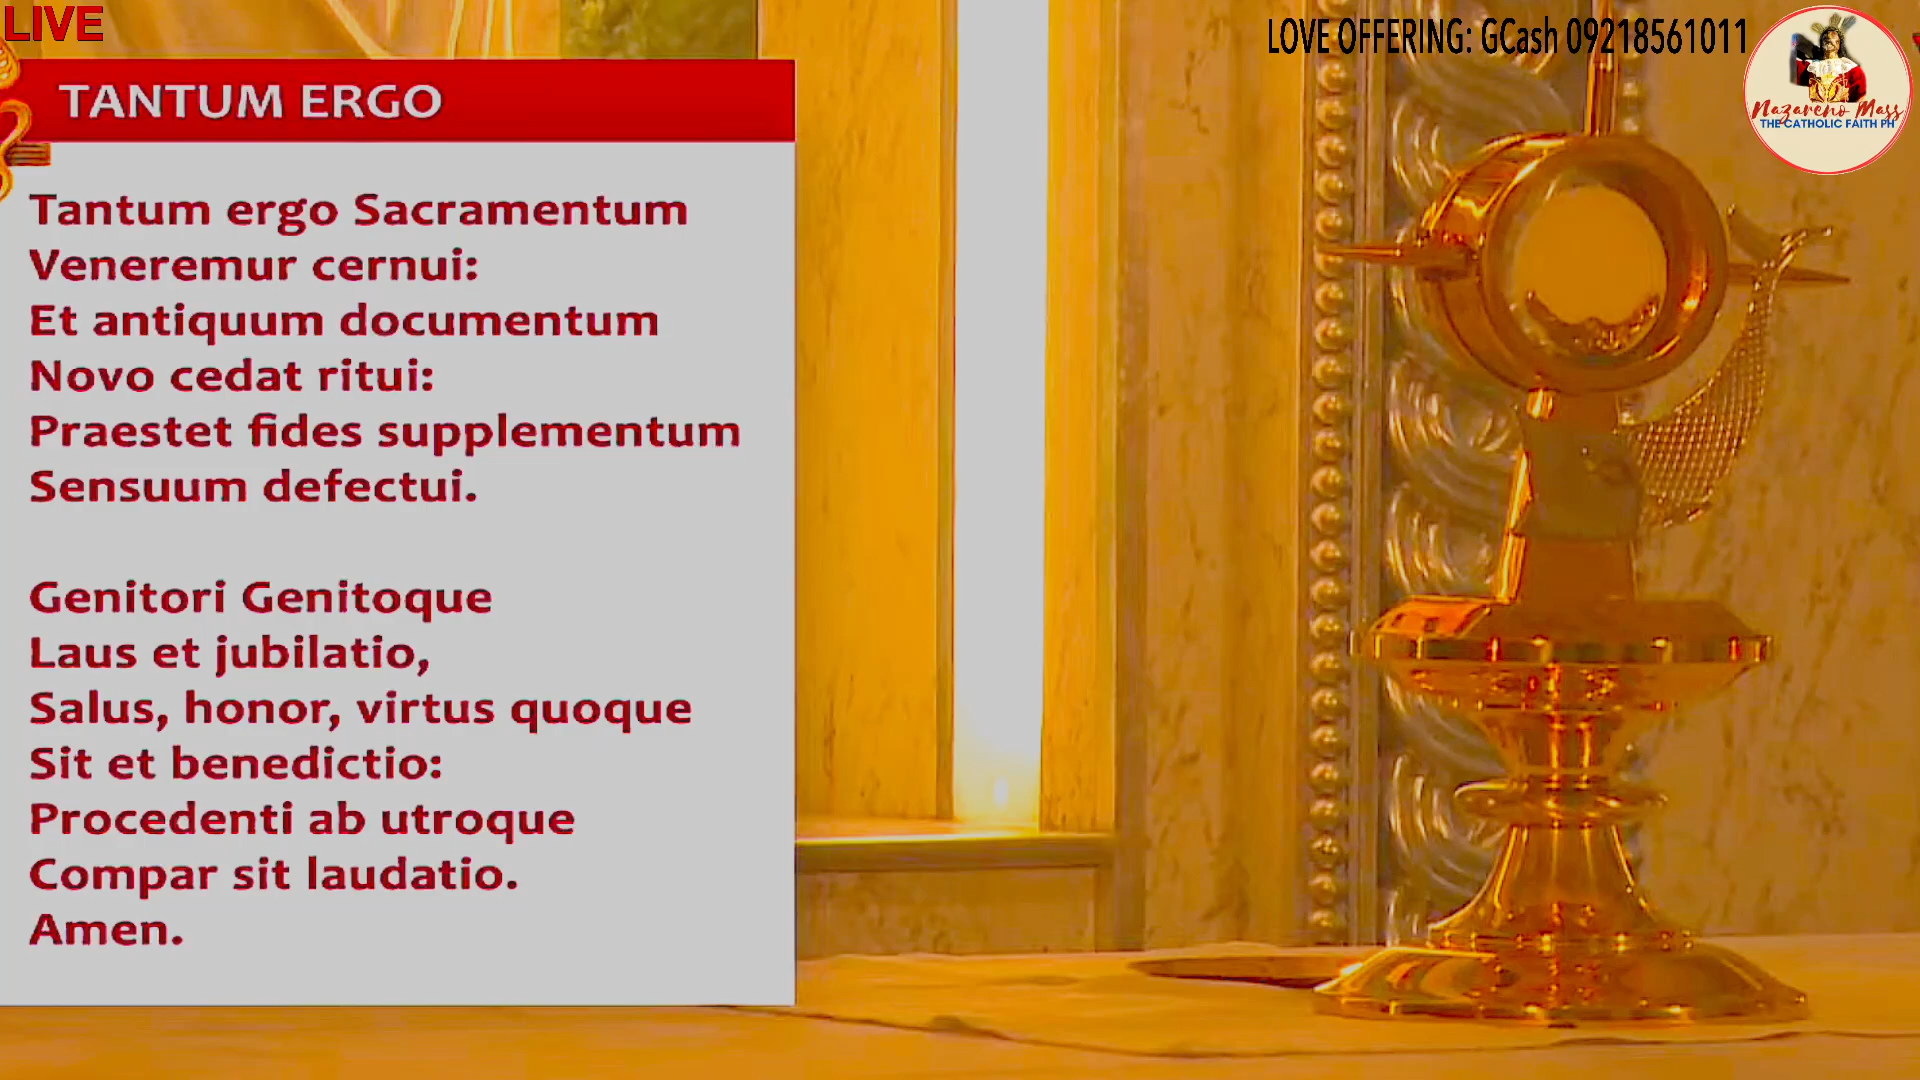 LIVE
LOVE OFFERING: GCash 09218561011
Nazareno Mass
THE CATHOLIC FAITH PH
TANTUM ERGO
Tantum ergo Sacramentum
Veneremur cernui:
Et antiquum documentum
Novo cedat ritui:
Praestet fides supplementum
Sensuum defectui.
Genitori Genitoque
Laus et jubilatio,
Salus, honor, virtus quoque
Sit et benedictio:
Procedenti ab utroque
Compar sit laudatio.
Amen.